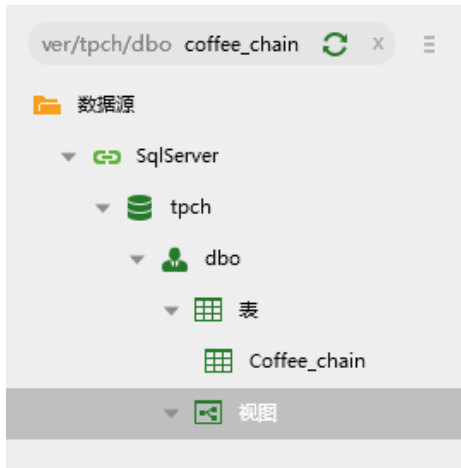 ver/tpch/dbo coffee_chain x
数据源
SqlServer
tpch
dbo
表
Coffee_chain
视图